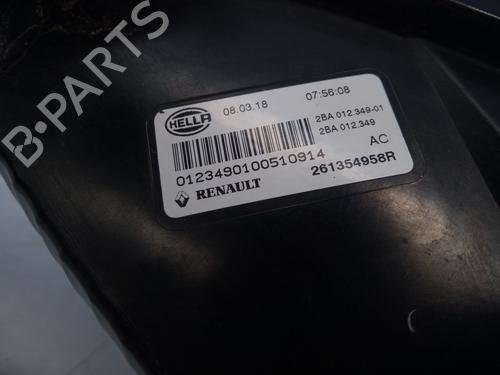 HELLA
08.03.18 07:56:08
2BA 012.349-01
2BA 012.349
AC
0123490100510914
RENAULT 261354958R
B-PARTS